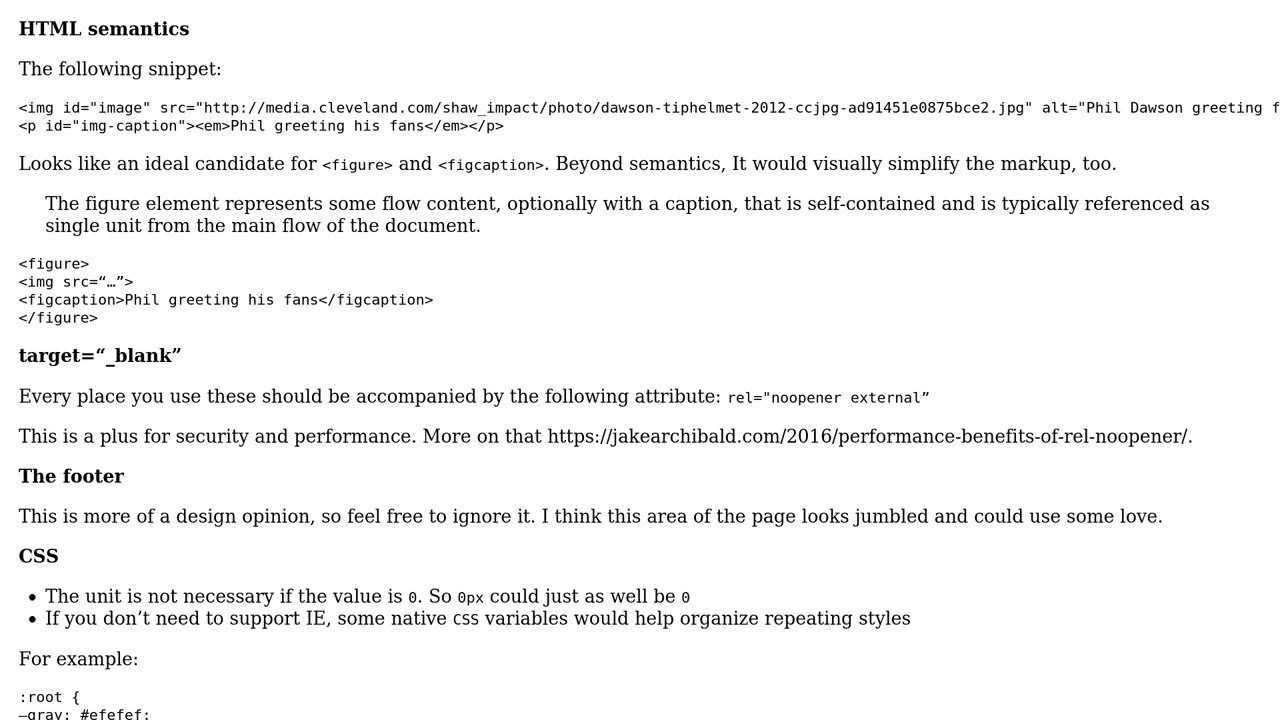 HTML semantics
The following snippet:
<img id="image" src="http://media.cleveland.com/shaw_impact/photo/dawson-tiphelmet-2012-ccjpg-ad91451e0875bce2.jpg" alt="Phil Dawson greeting f
<p id="img-caption"><em>Phil greeting his fans</em></p>
Looks like an ideal candidate for <figure> and <figcaption>. Beyond semantics, It would visually simplify the markup, too.
The figure element represents some flow content, optionally with a caption, that is self-contained and is typically referenced as
single unit from the main flow of the document.
<figure>
<img src=“…”>
<figcaption>Phil greeting his fans</figcaption>
</figure>
target=“_blank”
Every place you use these should be accompanied by the following attribute: rel="noopener external”
This is a plus for security and performance. More on that https://jakearchibald.com/2016/performance-benefits-of-rel-noopener/.
The footer
This is more of a design opinion, so feel free to ignore it. I think this area of the page looks jumbled and could use some love.
CSS
• The unit is not necessary if the value is 0. So 0px could just as well be 0
• If you don’t need to support IE, some native CSS variables would help organize repeating styles
For example:
:root {
—gray: #efefef;